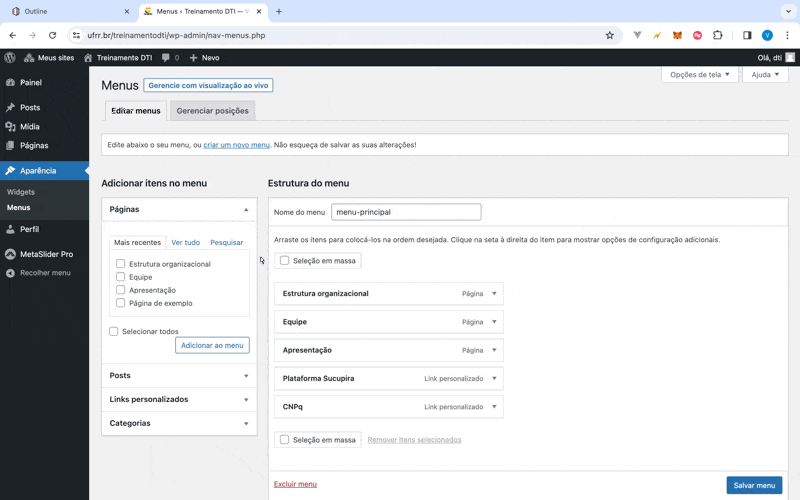 Outline
Menus ‹ Treinamento DTI — V
ufrr.br/treinamentodti/wp-admin/nav-menus.php
Meus sites
Treinamento DTI
0
Novo
Olá, dti
Painel
Posts
Mídia
Páginas
Aparência
Widgets
Menus
Perfil
MetaSlider Pro
Recolher menu
Menus
Gerencie com visualização ao vivo
Opções de tela
Ajuda
Editar menus
Gerenciar posições
Edite abaixo o seu menu, ou criar um novo menu. Não esqueça de salvar as suas alterações!
Adicionar itens no menu
Páginas
Mais recentes
Ver tudo
Pesquisar
Estrutura organizacional
Equipe
Apresentação
Página de exemplo
Selecionar todos
Adicionar ao menu
Posts
Links personalizados
Categorias
Estrutura do menu
Nome do menu
menu-principal
Arraste os itens para colocá-los na ordem desejada. Clique na seta à direita do item para mostrar opções de configuração adicionais.
Seleção em massa
Estrutura organizacional Página
Equipe Página
Apresentação Página
Plataforma Sucupira Link personalizado
CNPq Link personalizado
Seleção em massa
Remover itens selecionados
Excluir menu
Salvar menu